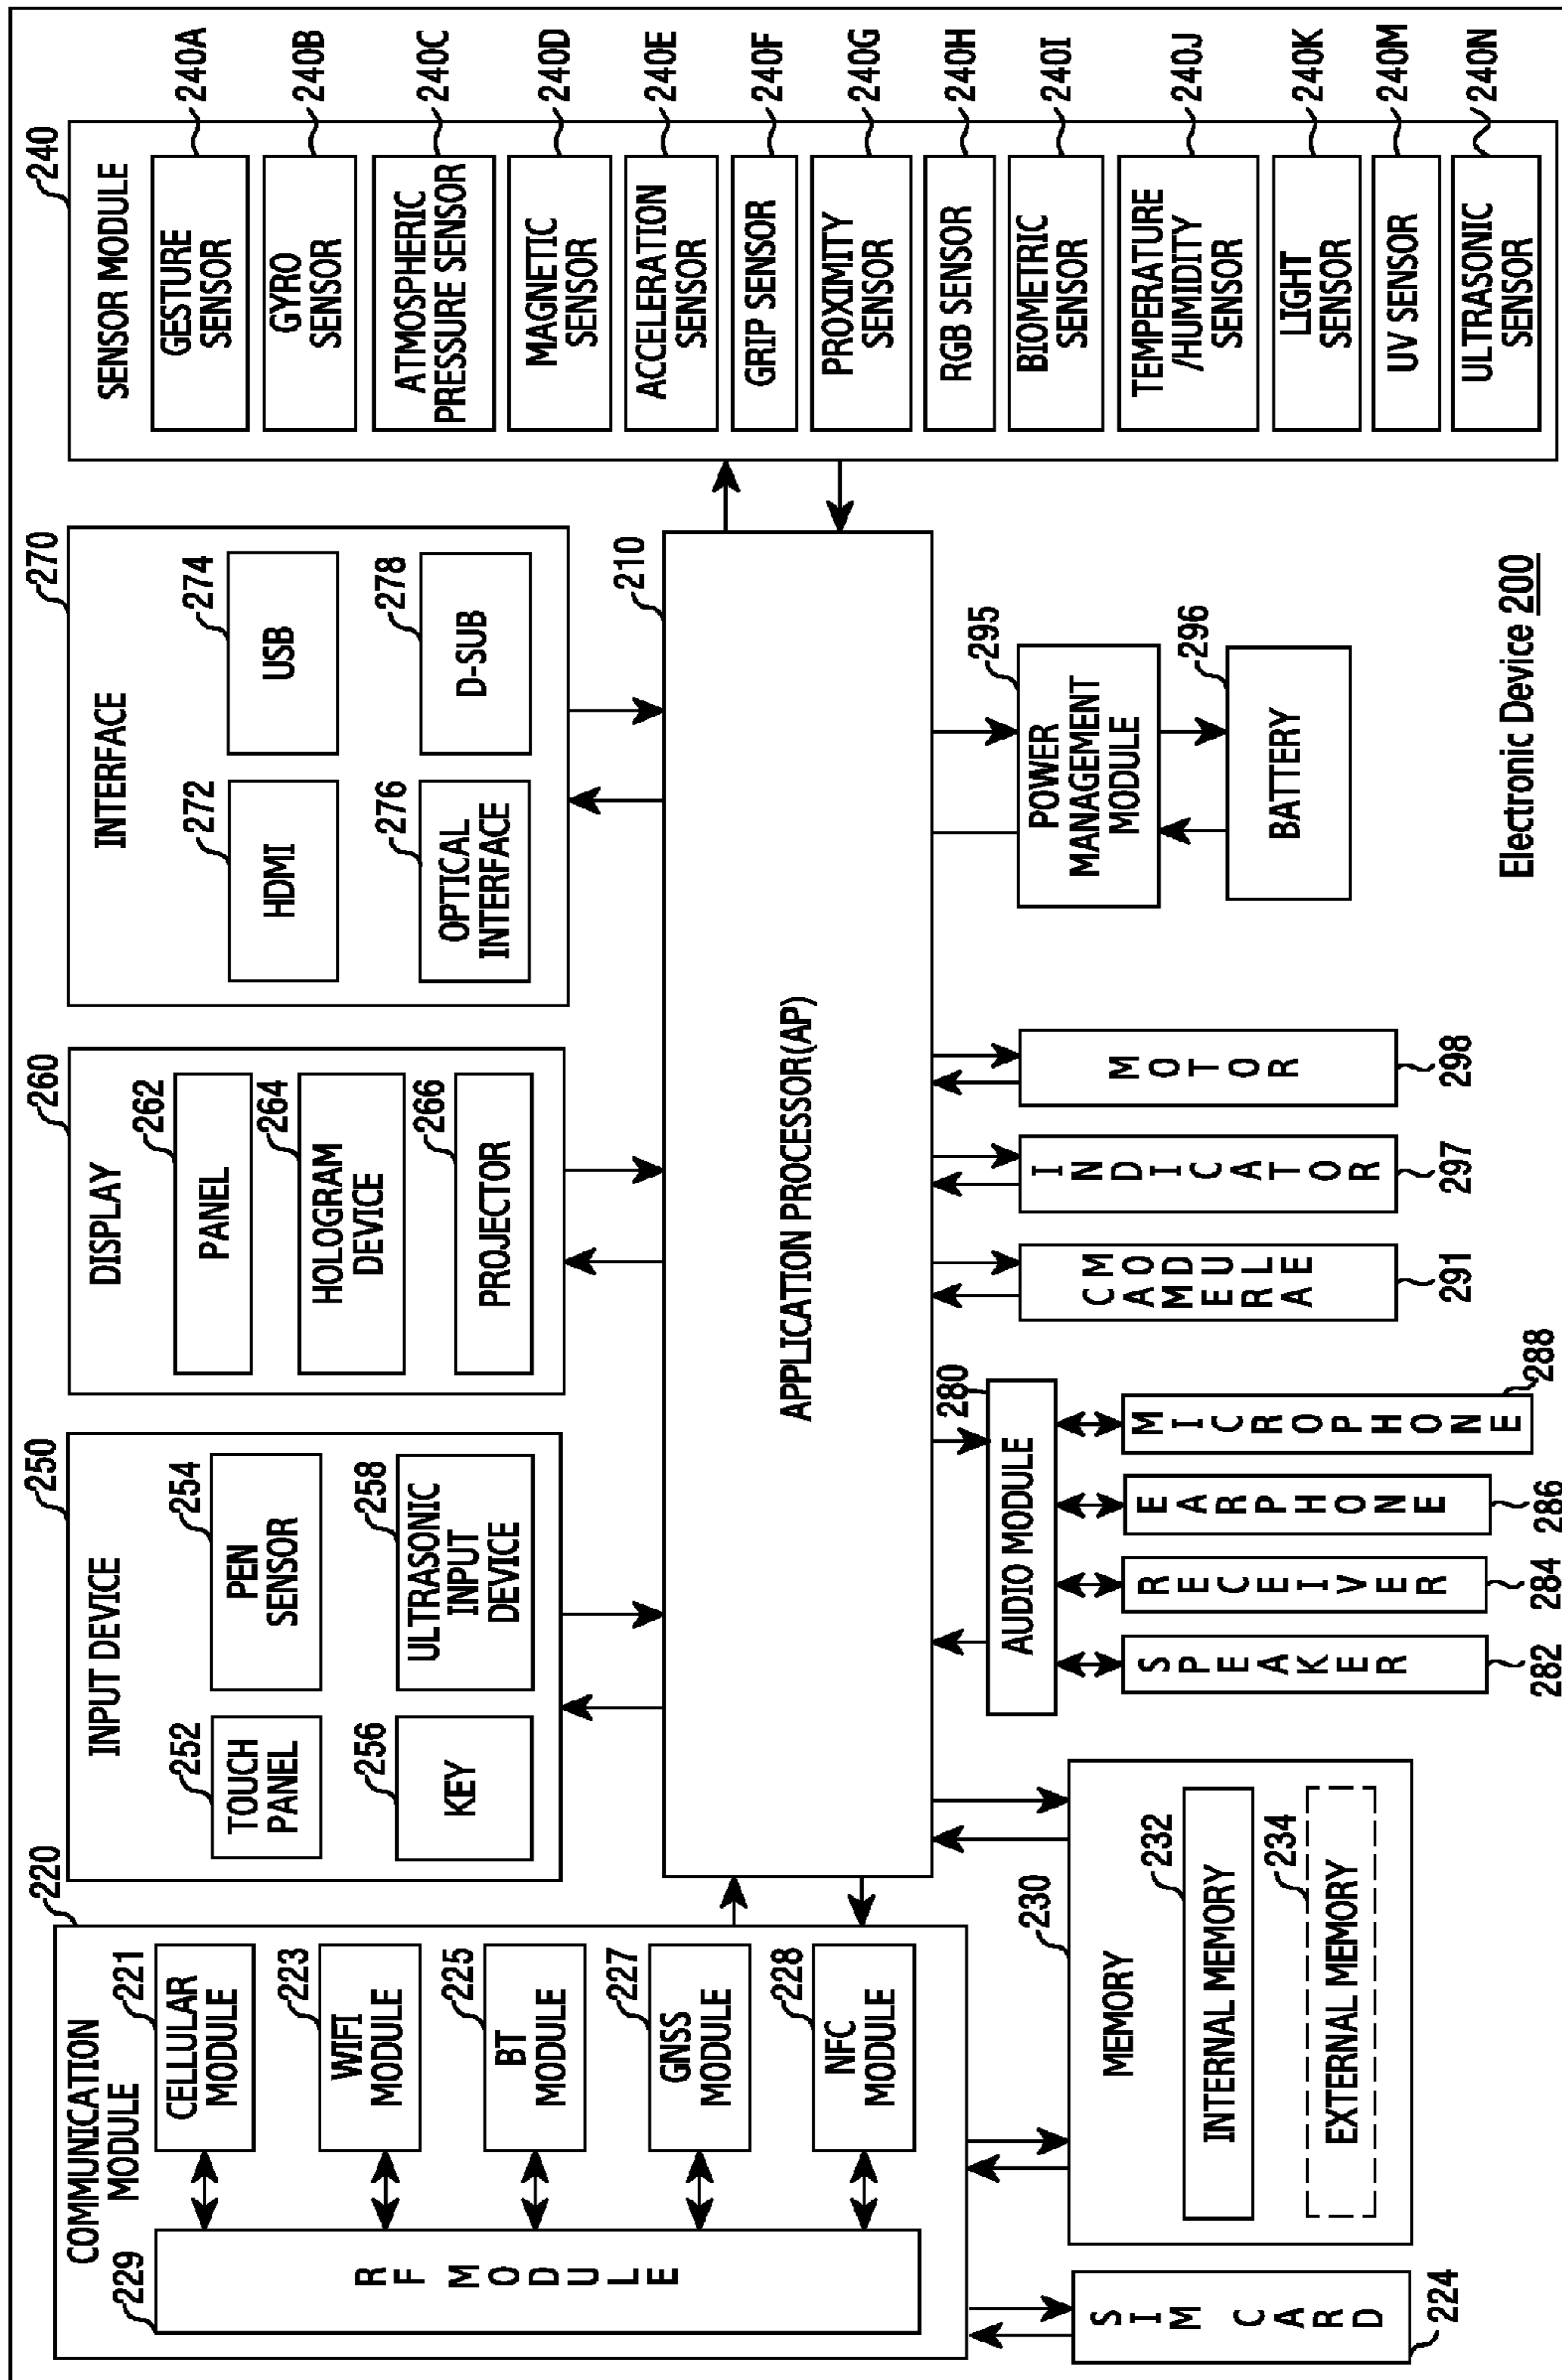 COMMUNICATION
MODULE
220
229
RF MODULE
221
CELLULAR
MODULE
223
WIFI
MODULE
225
BT
MODULE
227
GNSS
MODULE
228
NFC
MODULE
INPUT DEVICE
250
252
TOUCH
PANEL
254
PEN
SENSOR
256
KEY
258
ULTRASONIC
INPUT
DEVICE
DISPLAY
260
262
PANEL
264
HOLOGRAM
DEVICE
266
PROJECTOR
INTERFACE
270
272
HDMI
274
USB
276
OPTICAL
INTERFACE
278
D-SUB
240
SENSOR MODULE
GESTURE
SENSOR
240A
GYRO
SENSOR
240B
ATMOSPHERIC
PRESSURE SENSOR
240C
MAGNETIC
SENSOR
240D
ACCELERATION
SENSOR
240E
GRIP SENSOR
240F
PROXIMITY
SENSOR
240G
RGB SENSOR
240H
BIOMETRIC
SENSOR
240I
TEMPERATURE
/HUMIDITY
SENSOR
240J
LIGHT
SENSOR
240K
UV SENSOR
240M
ULTRASONIC
SENSOR
240N
210
APPLICATION PROCESSOR(AP)
SIM CARD
224
230
MEMORY
232
INTERNAL MEMORY
234
EXTERNAL MEMORY
280
AUDIO MODULE
SPEAKER
282
RECEIVER
284
EARPHONE
286
MICROPHONE
288
CAMERA
MODULE
291
INDICATOR
297
MOTOR
298
295
POWER
MANAGEMENT
MODULE
296
BATTERY
Electronic Device 200